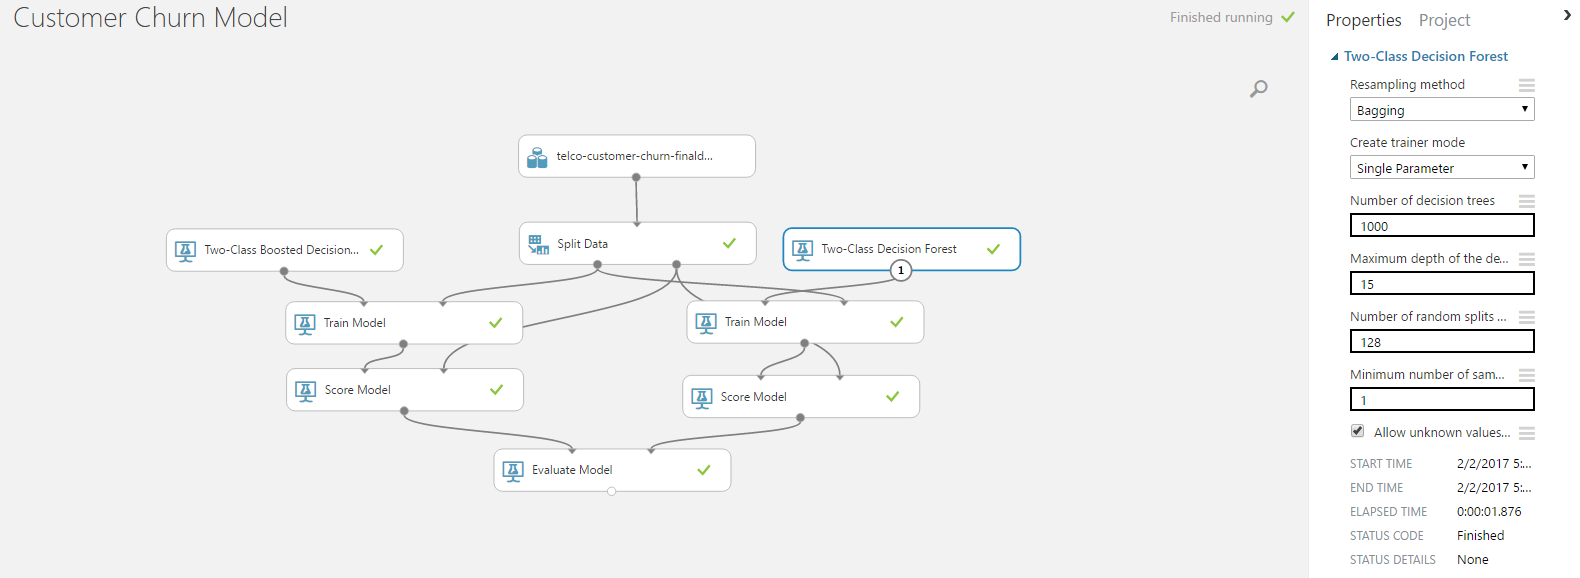 Customer Churn Model
Finished running
telco-customer-churn-finald...
Two-Class Boosted Decision...
Split Data
Two-Class Decision Forest
1
Train Model
Train Model
Score Model
Score Model
Evaluate Model
Properties Project
Two-Class Decision Forest
Resampling method
Bagging
Create trainer mode
Single Parameter
Number of decision trees
1000
Maximum depth of the de...
15
Number of random splits ...
128
Minimum number of sam...
1
Allow unknown values...
START TIME 2/2/2017 5:...
END TIME 2/2/2017 5:...
ELAPSED TIME 0:00:01.876
STATUS CODE Finished
STATUS DETAILS None